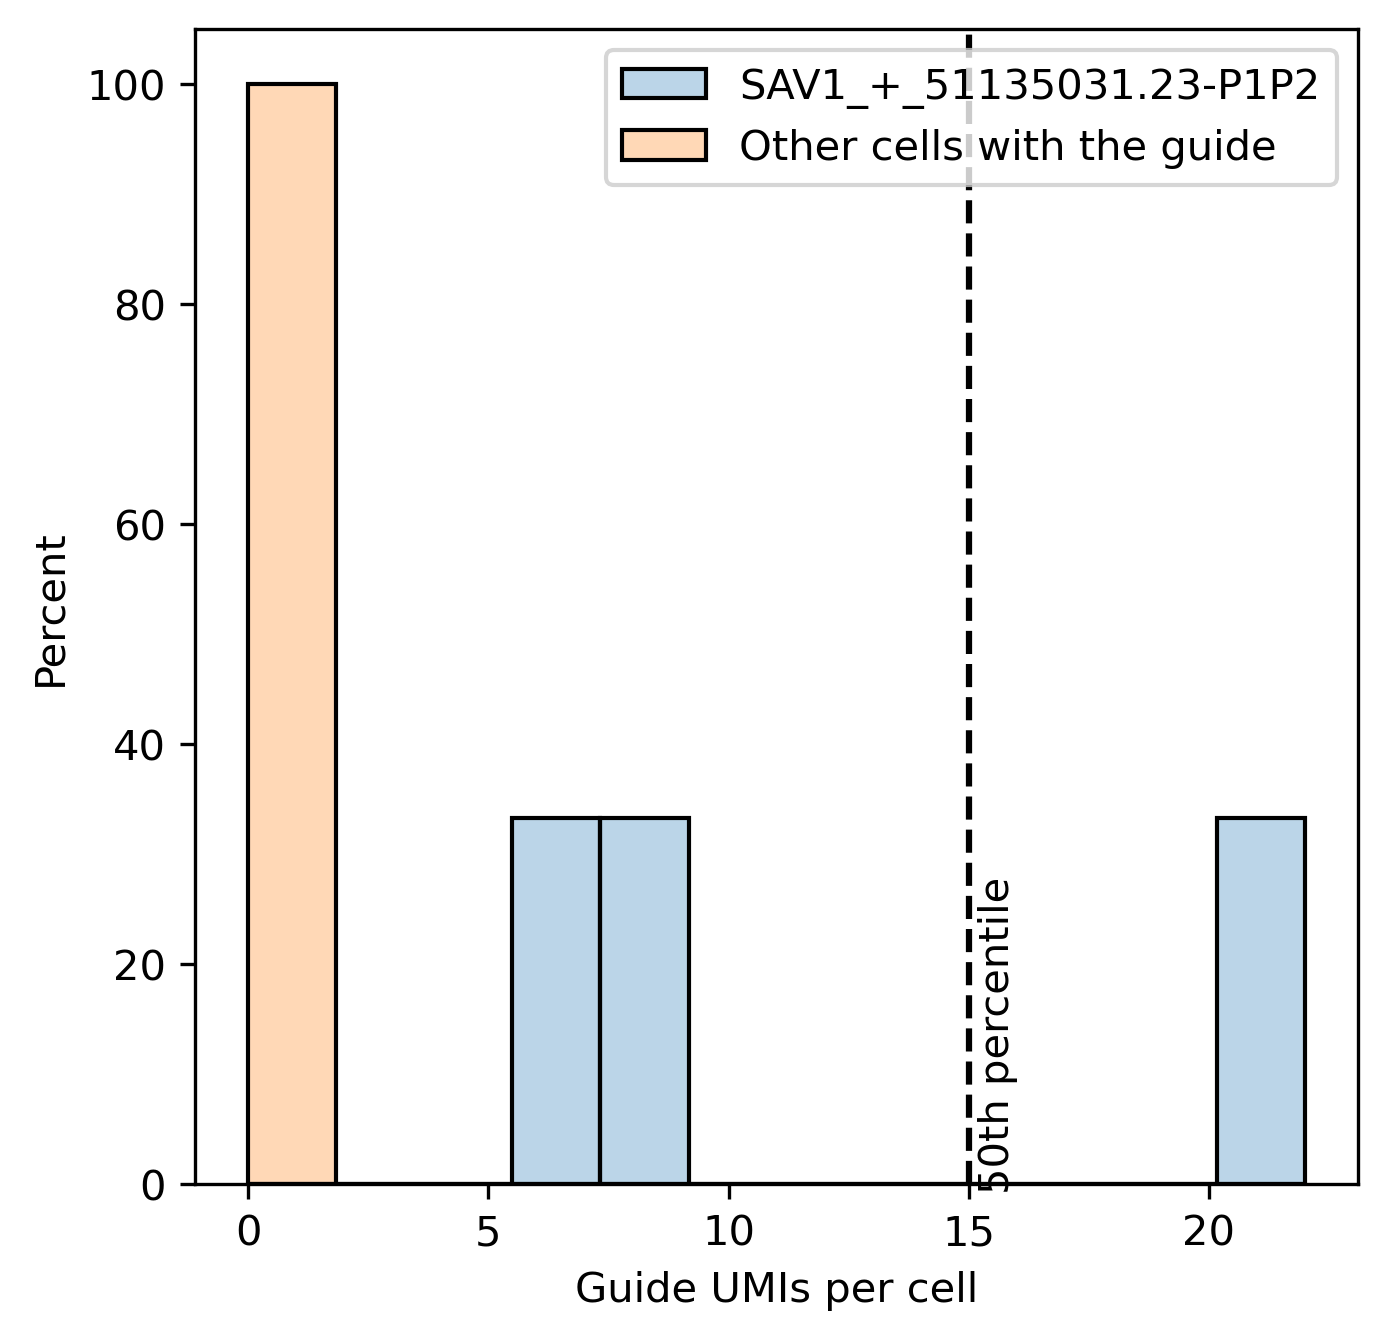 SAV1_+_51135031.23-P1P2
Other cells with the guide
100
80
60
40
20
0
Percent
50th percentile
0
5
10
15
20
Guide UMIs per cell